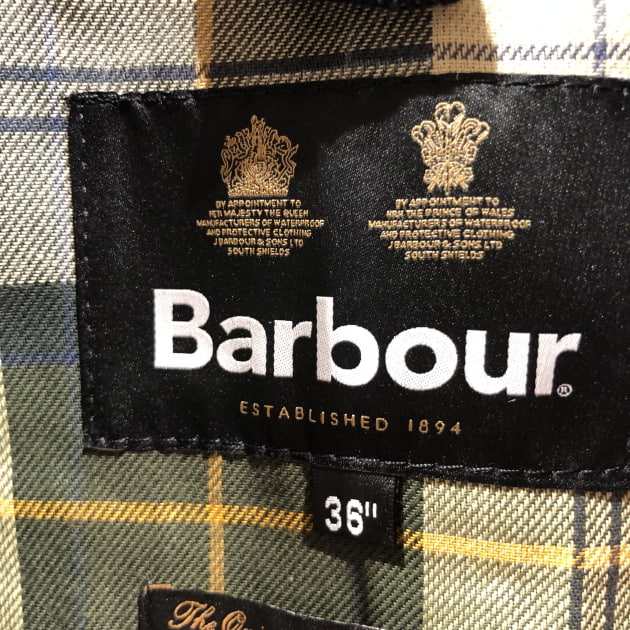 BY APPOINTMENT TO
HER MAJESTY THE QUEEN
MANUFACTURERS OF WATERPROOF
AND PROTECTIVE CLOTHING
J.BARBOUR & SONS LTD
SOUTH SHIELDS
BY APPOINTMENT TO
HRH THE PRINCE OF WALES
MANUFACTURERS OF WATERPROOF
AND PROTECTIVE CLOTHING
J.BARBOUR & SONS LTD
SOUTH SHIELDS
Barbour®
ESTABLISHED 1894
36"
The